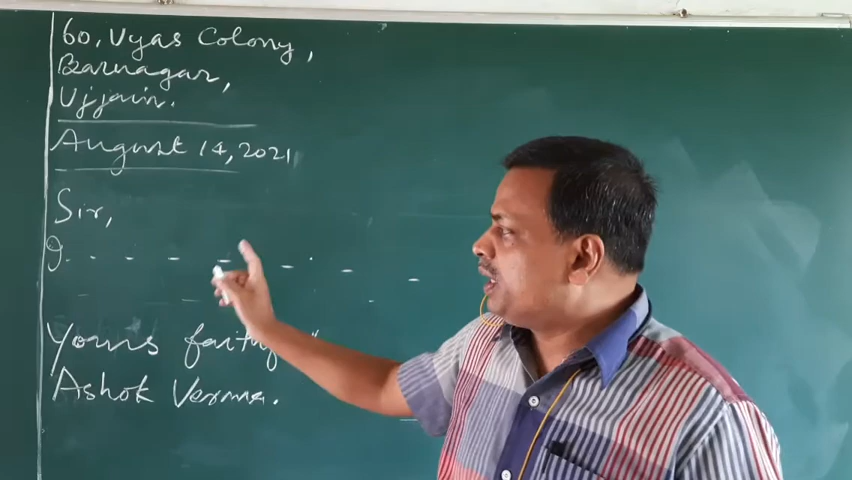 60, Vyas Colony,
Barnagar,
Ujjain.
August 14, 2021
Sir,
I. . - - - - . - -
Yours
Ashok Verma.